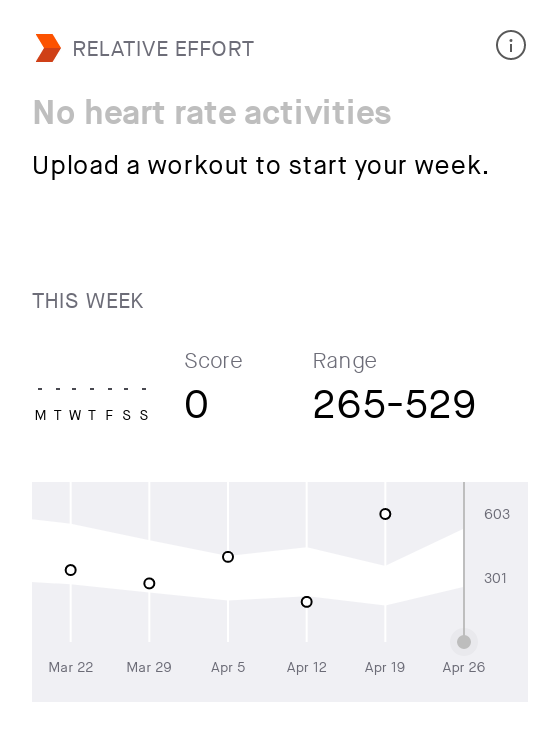 RELATIVE EFFORT
No heart rate activities
Upload a workout to start your week.
THIS WEEK
Score
Range
- - - - - - -
M T W T F S S
0
265-529
603
301
Mar 22
Mar 29
Apr 5
Apr 12
Apr 19
Apr 26